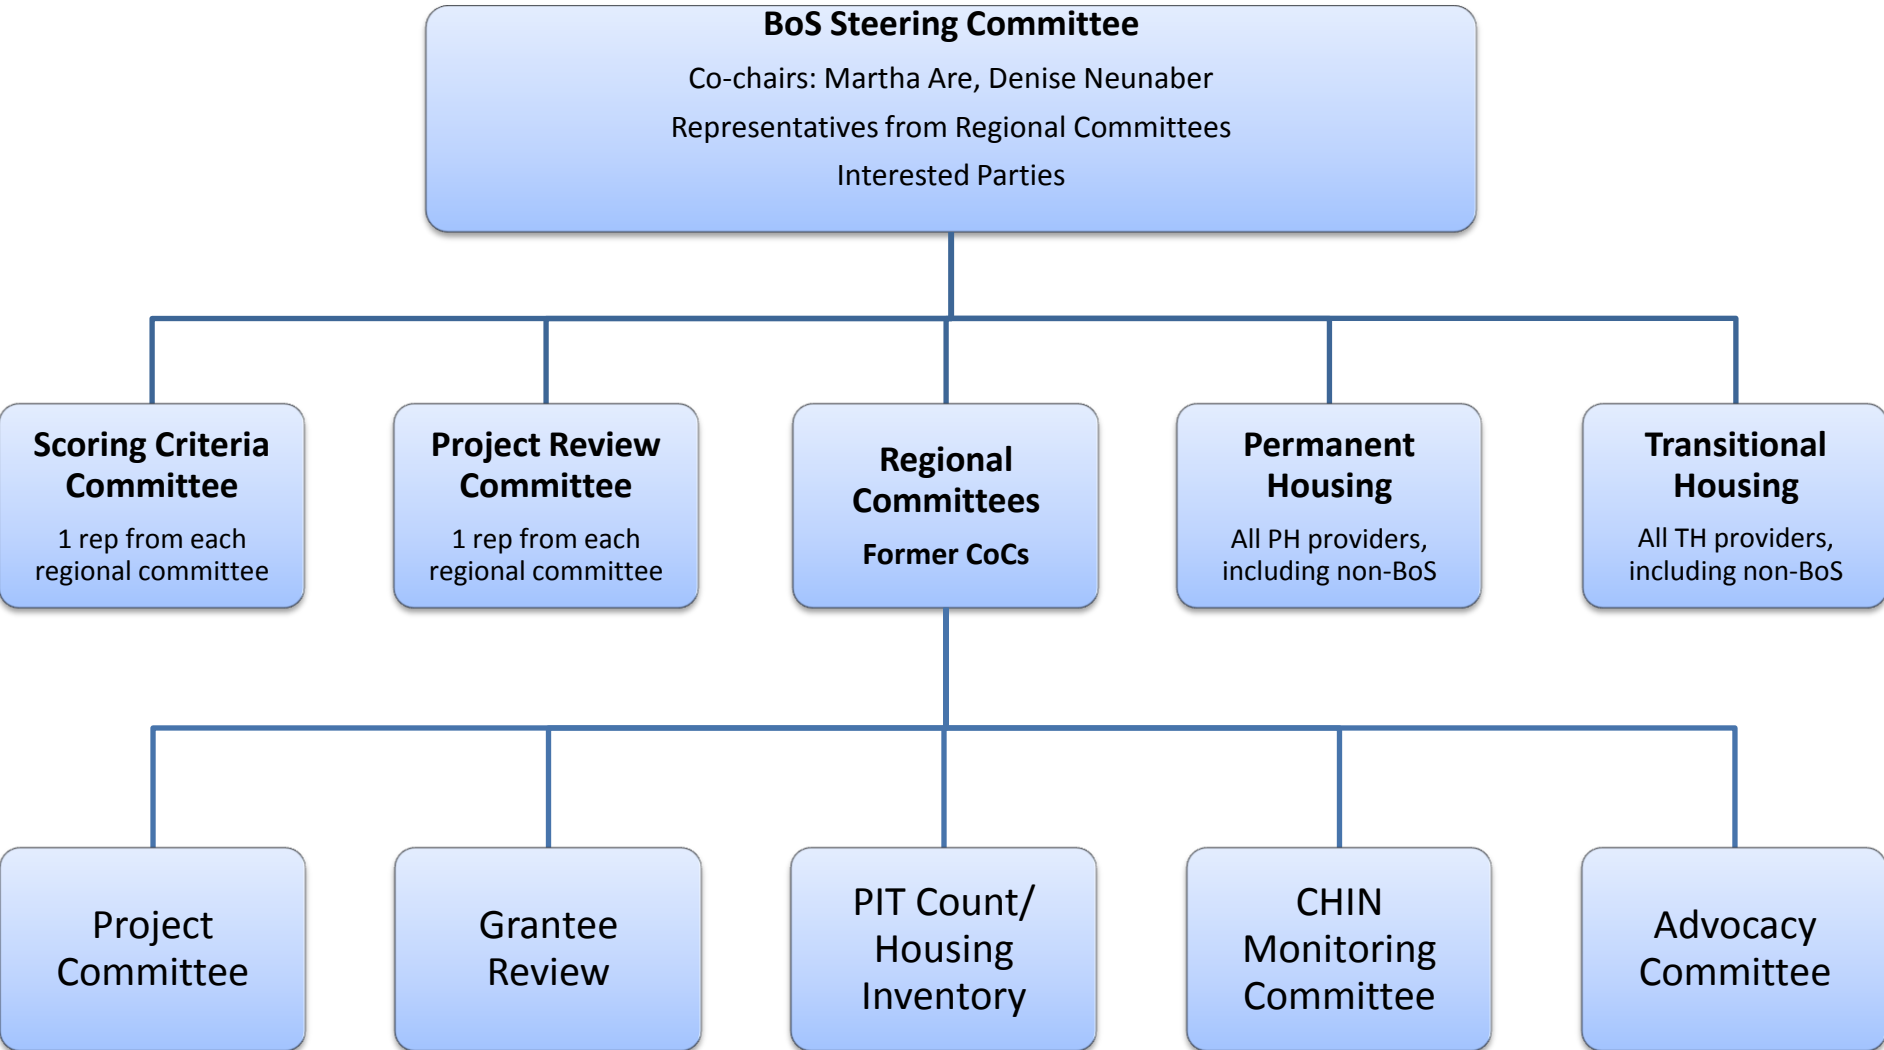 BoS Steering Committee
Co-chairs: Martha Are, Denise Neunaber
Representatives from Regional Committees
Interested Parties
Scoring Criteria
Committee
1 rep from each
regional committee
Project Review
Committee
1 rep from each
regional committee
Regional
Committees
Former CoCs
Permanent
Housing
All PH providers,
including non-BoS
Transitional
Housing
All TH providers,
including non-BoS
Project
Committee
Grantee
Review
PIT Count/
Housing
Inventory
CHIN
Monitoring
Committee
Advocacy
Committee